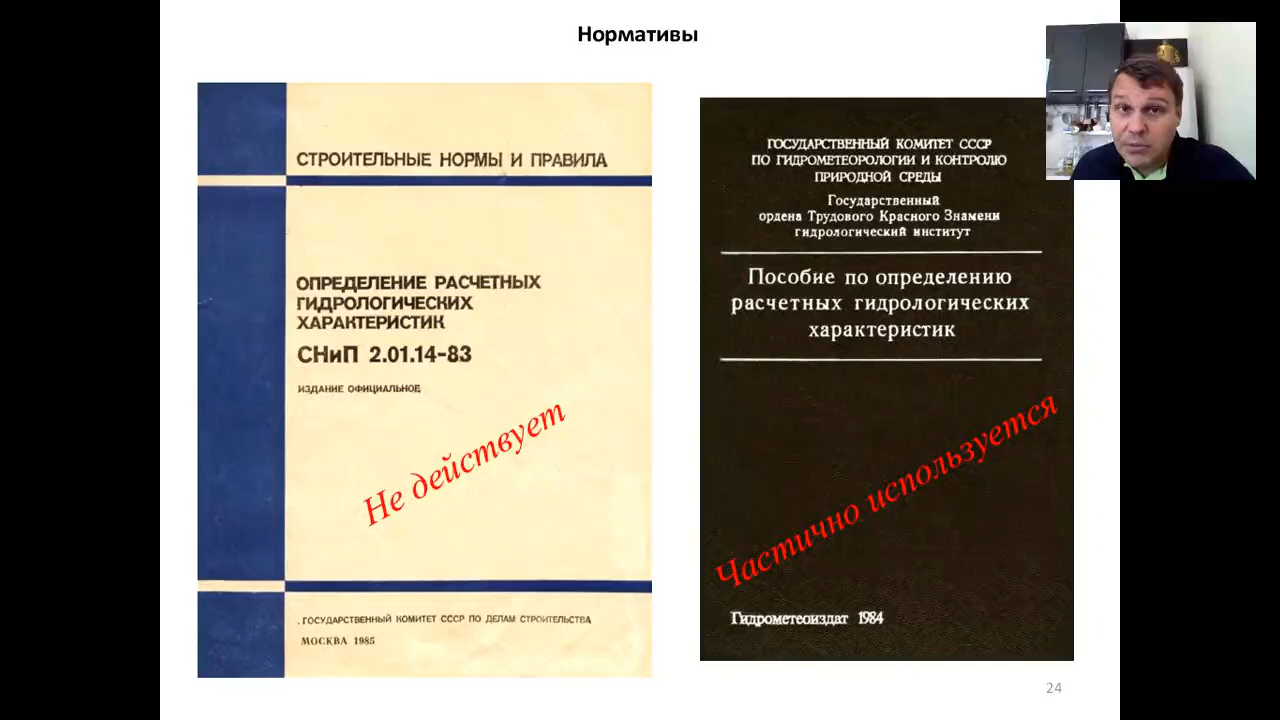 Нормативы
СТРОИТЕЛЬНЫЕ НОРМЫ И ПРАВИЛА
ОПРЕДЕЛЕНИЕ РАСЧЕТНЫХ
ГИДРОЛОГИЧЕСКИХ
ХАРАКТЕРИСТИК
СНиП 2.01.14-83
ИЗДАНИЕ ОФИЦИАЛЬНОЕ
Не действует
ГОСУДАРСТВЕННЫЙ КОМИТЕТ СССР ПО ДЕЛАМ СТРОИТЕЛЬСТВА
МОСКВА 1985
ГОСУДАРСТВЕННЫЙ КОМИТЕТ СССР
ПО ГИДРОМЕТЕОРОЛОГИИ И КОНТРОЛЮ
ПРИРОДНОЙ СРЕДЫ
Государственный
ордена Трудового Красного Знамени
гидрологический институт
Пособие по определению
расчетных гидрологических
характеристик
Частично используется
Гидрометеоиздат 1984
24